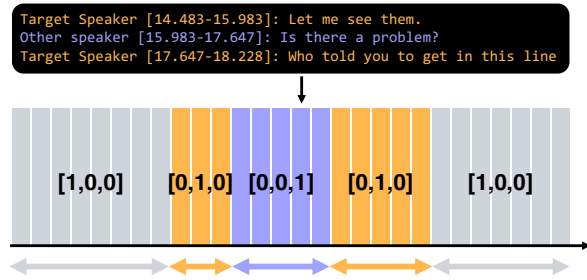 Target Speaker [14.483-15.983]: Let me see them.
Other speaker [15.983-17.647]: Is there a problem?
Target Speaker [17.647-18.228]: Who told you to get in this line
[1,0,0] [0,1,0] [0,0,1] [0,1,0] [1,0,0]